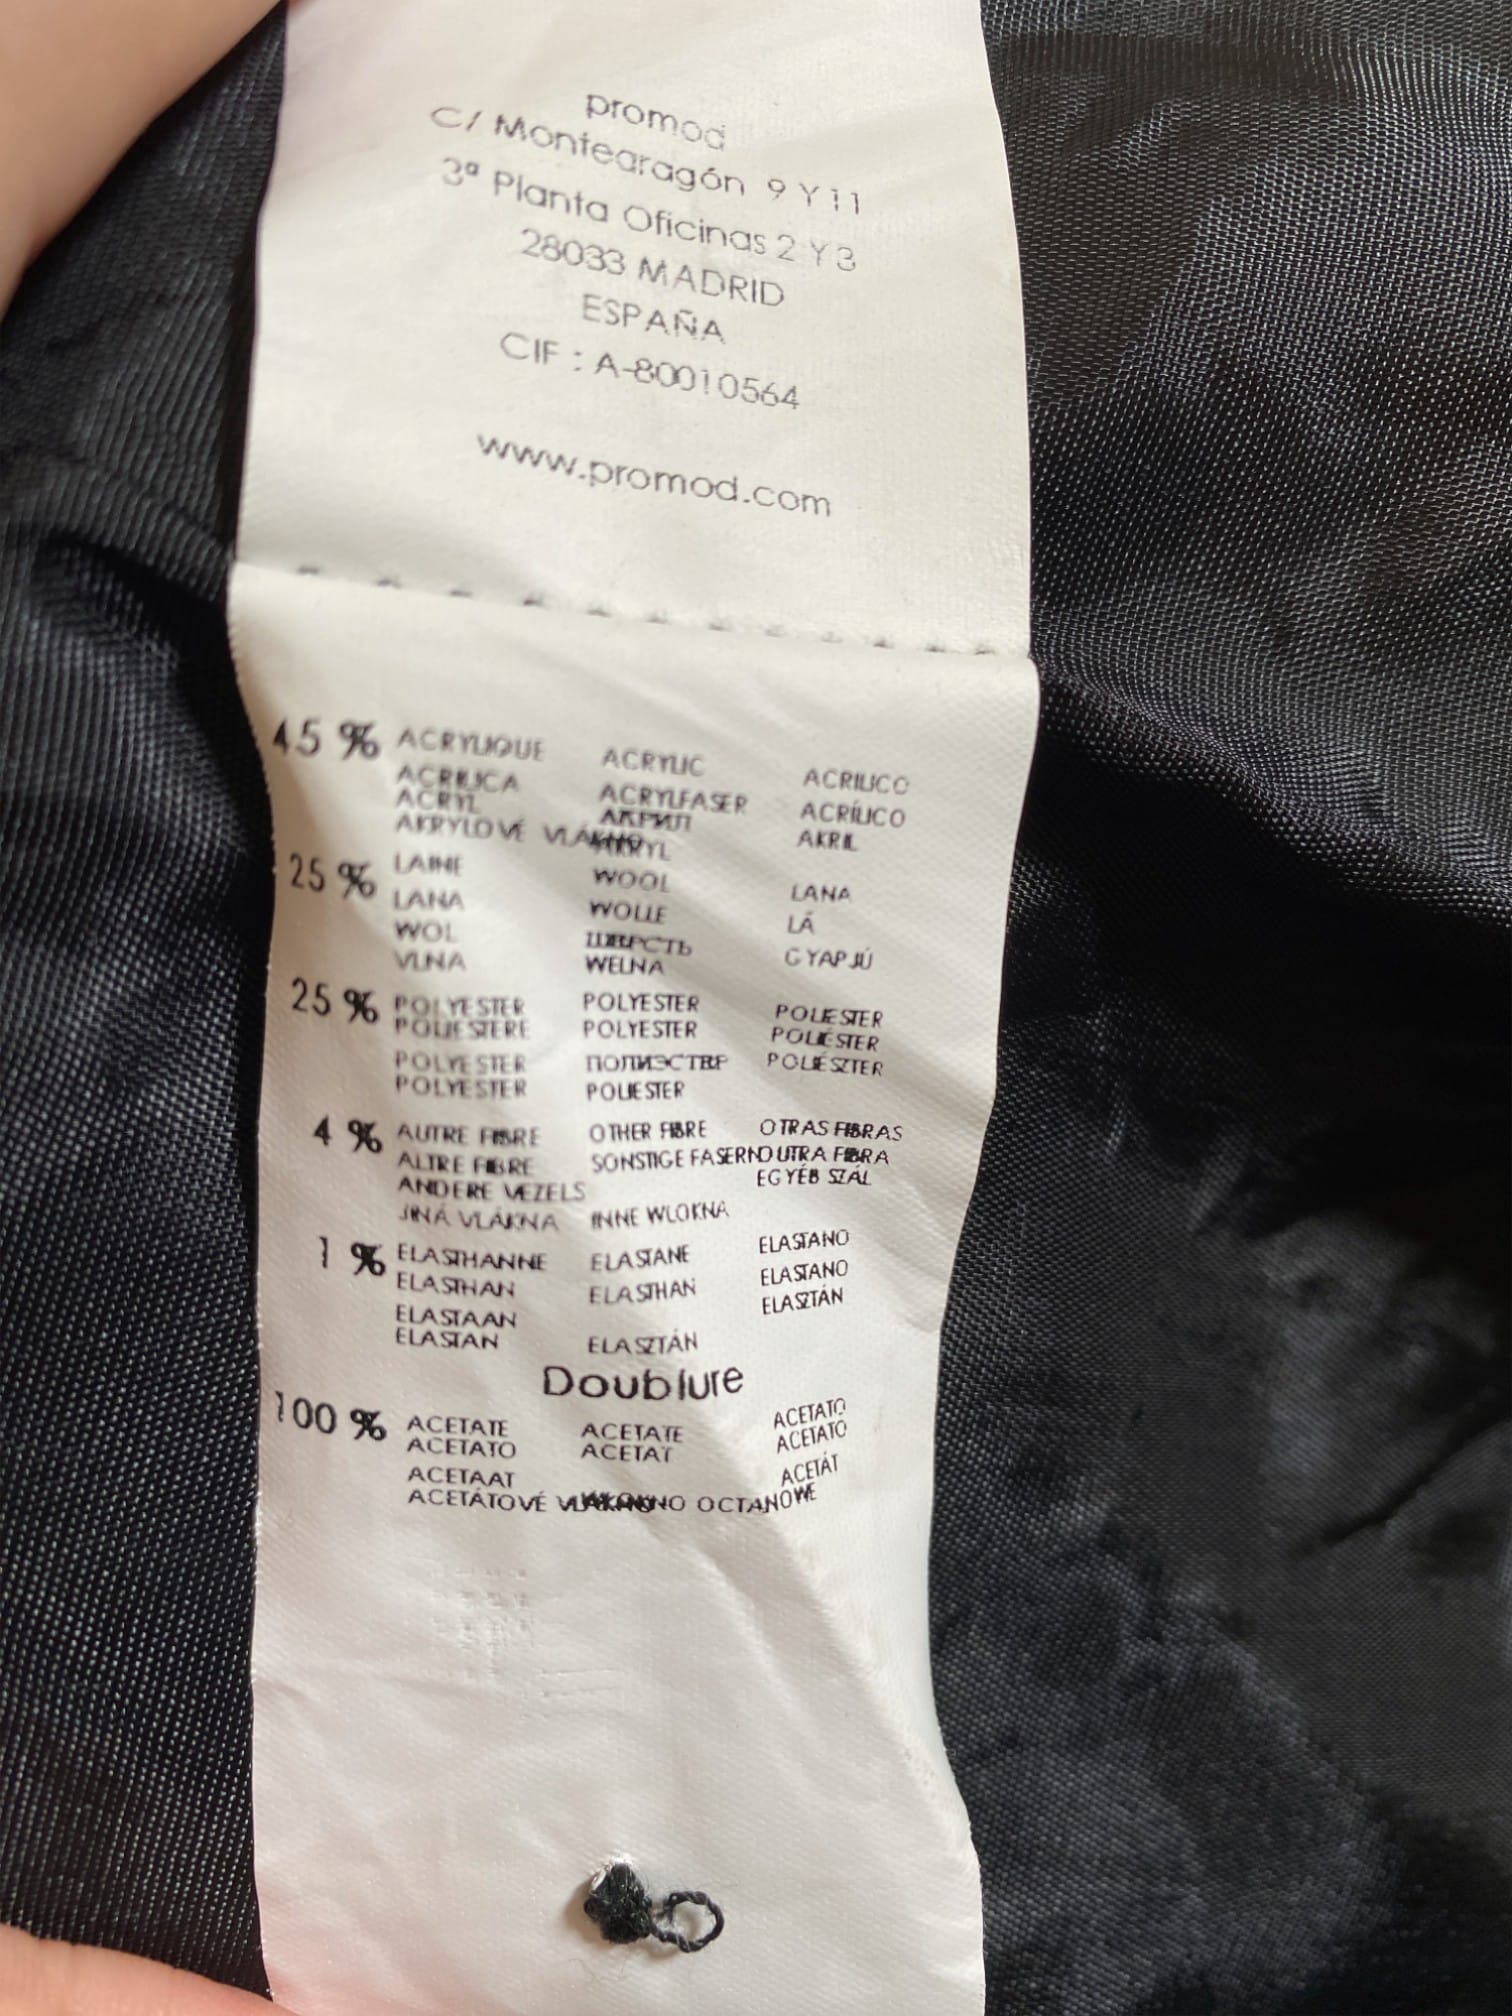 promod
C/ Montearagón 9 Y 11
3ª Planta Oficinas 2 Y 3
28033 MADRID
ESPAÑA
CIF : A-80010564
www.promod.com
45 % ACRYLIQUE ACRYLIC ACRILICO
ACRILICA ACRYLFASER ACRÍLICO
ACRYL АКРИЛ AKRIL
AKRYLOVÉ VLÁKNO AKRYL
25 % LAINE WOOL LANA
LANA WOLLE LÃ
WOL ШЕРСТЬ GYAPJÚ
VLNA WEŁNA
25 % POLYESTER POLYESTER POLIESTER
POLIESTERE POLYESTER POLIÉSTER
POLYESTER ПОЛИЭСТЕР POLIÉSZTER
POLYESTER POLIESTER
4 % AUTRE FIBRE OTHER FIBRE OTRAS FIBRAS
ALTRE FIBRE SONSTIGE FASERN OUTRA FIBRA
ANDERE VEZELS EGYÉB SZÁL
JINÁ VLÁKNA INNE WLOKNA
1 % ELASTHANNE ELASTANE ELASTANO
ELASTHAN ELASTHAN ELASTANO
ELASTAAN ELASZTÁN
ELASTAN ELASZTÁN
Doublure
100 % ACETATE ACETATE ACETATO
ACETATO ACETAT ACETATO
ACETAAT ACETÁT
ACETÁTOVÉ VLÁKNO WŁOKNO OCTANOWE